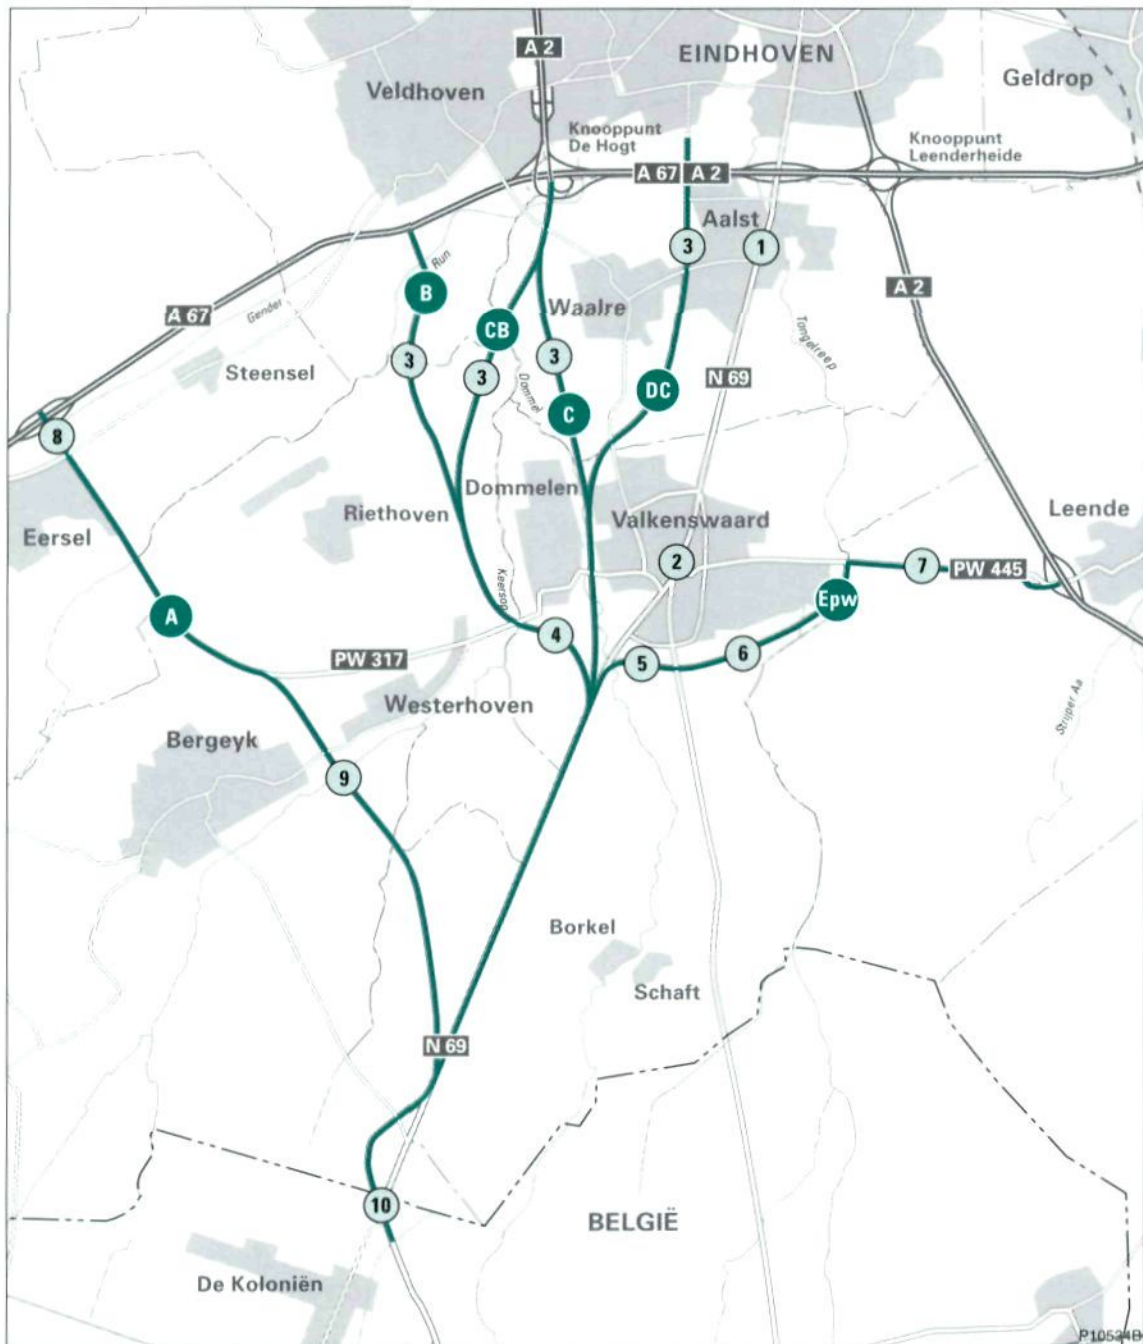 A 2
EINDHOVEN
Veldhoven
Geldrop
Knooppunt
De Hogt
Knooppunt
Leenderheide
A 67
A 2
Aalst
3
1
Run
B
A 2
A 67
Gender
CB
Waalre
Tongelreep
3
3
3
Steensel
Dommel
N 69
DC
C
8
Dommelen
Riethoven
Valkenswaard
Leende
Eersel
2
7
PW 445
Keersop
Epw
A
4
PW 317
5
6
Westerhoven
Strijper Aa
Bergeyk
9
Borkel
Schaft
N 69
10
BELGIË
De Koloniën
P10534B